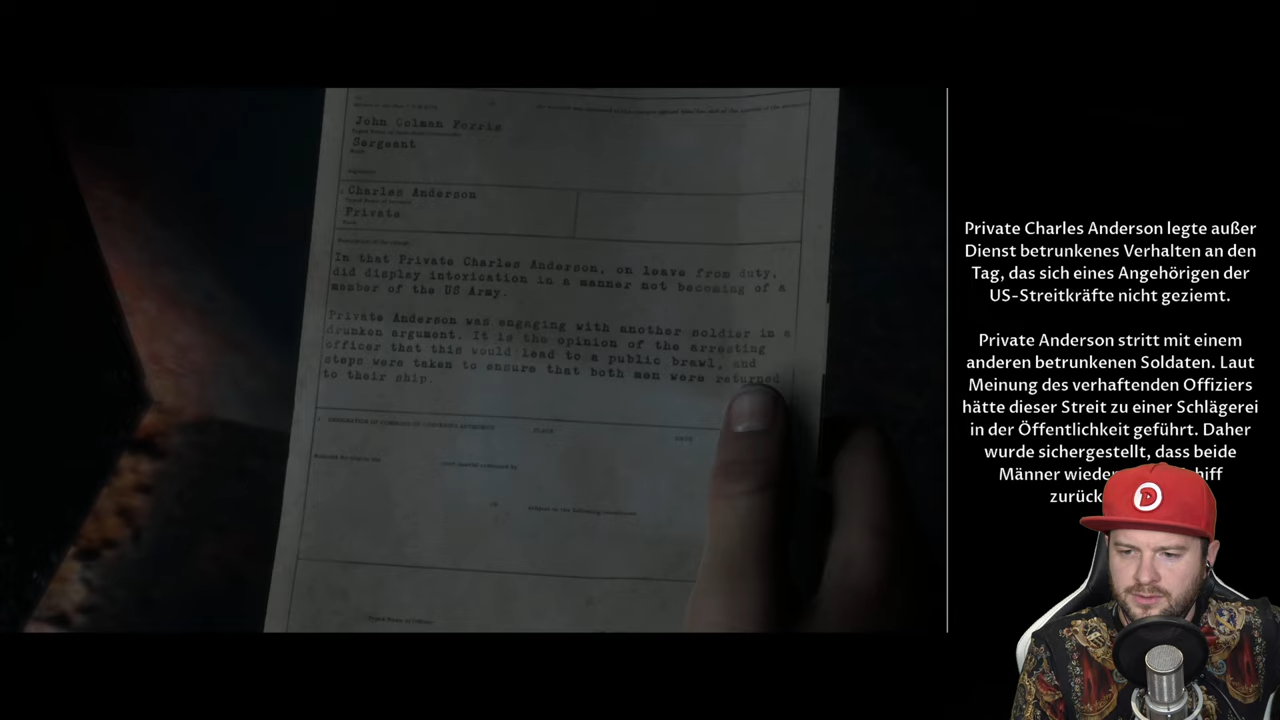 John Colman Forris
Sergeant
Charles Anderson
Private
In that Private Charles Anderson, on leave from duty,
did display intoxication in a manner not becoming of a
member of the US Army.
Private Anderson was engaging with another soldier in a
drunken argument. It is the opinion of the arresting
officer that this would lead to a public brawl, and
steps were taken to ensure that both men were returned
to their ship.
PLACE
DATE
Private Charles Anderson legte außer
Dienst betrunkenes Verhalten an den
Tag, das sich eines Angehörigen der
US-Streitkräfte nicht geziemt.
Private Anderson stritt mit einem
anderen betrunkenen Soldaten. Laut
Meinung des verhaftenden Offiziers
hätte dieser Streit zu einer Schlägerei
in der Öffentlichkeit geführt. Daher
wurde sichergestellt, dass beide
Männer
zurück